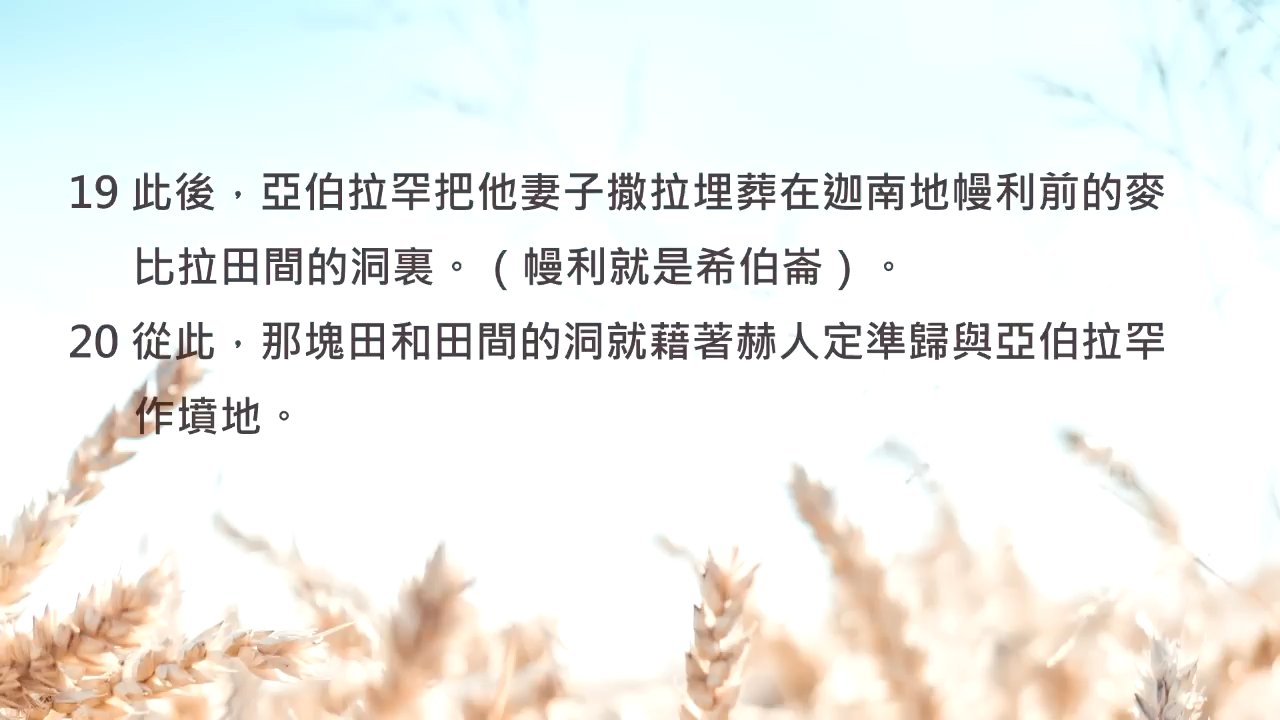 19 此後，亞伯拉罕把他妻子撒拉埋葬在迦南地幔利前的麥
比拉田間的洞裏。（幔利就是希伯崙）。
20 從此，那塊田和田間的洞就藉著赫人定準歸與亞伯拉罕
作墳地。